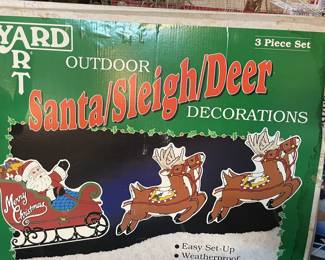 YARD
ART
3 Piece Set
OUTDOOR
Santa/Sleigh/Deer
DECORATIONS
Merry
Christmas
• Easy Set-Up
• Weatherproof